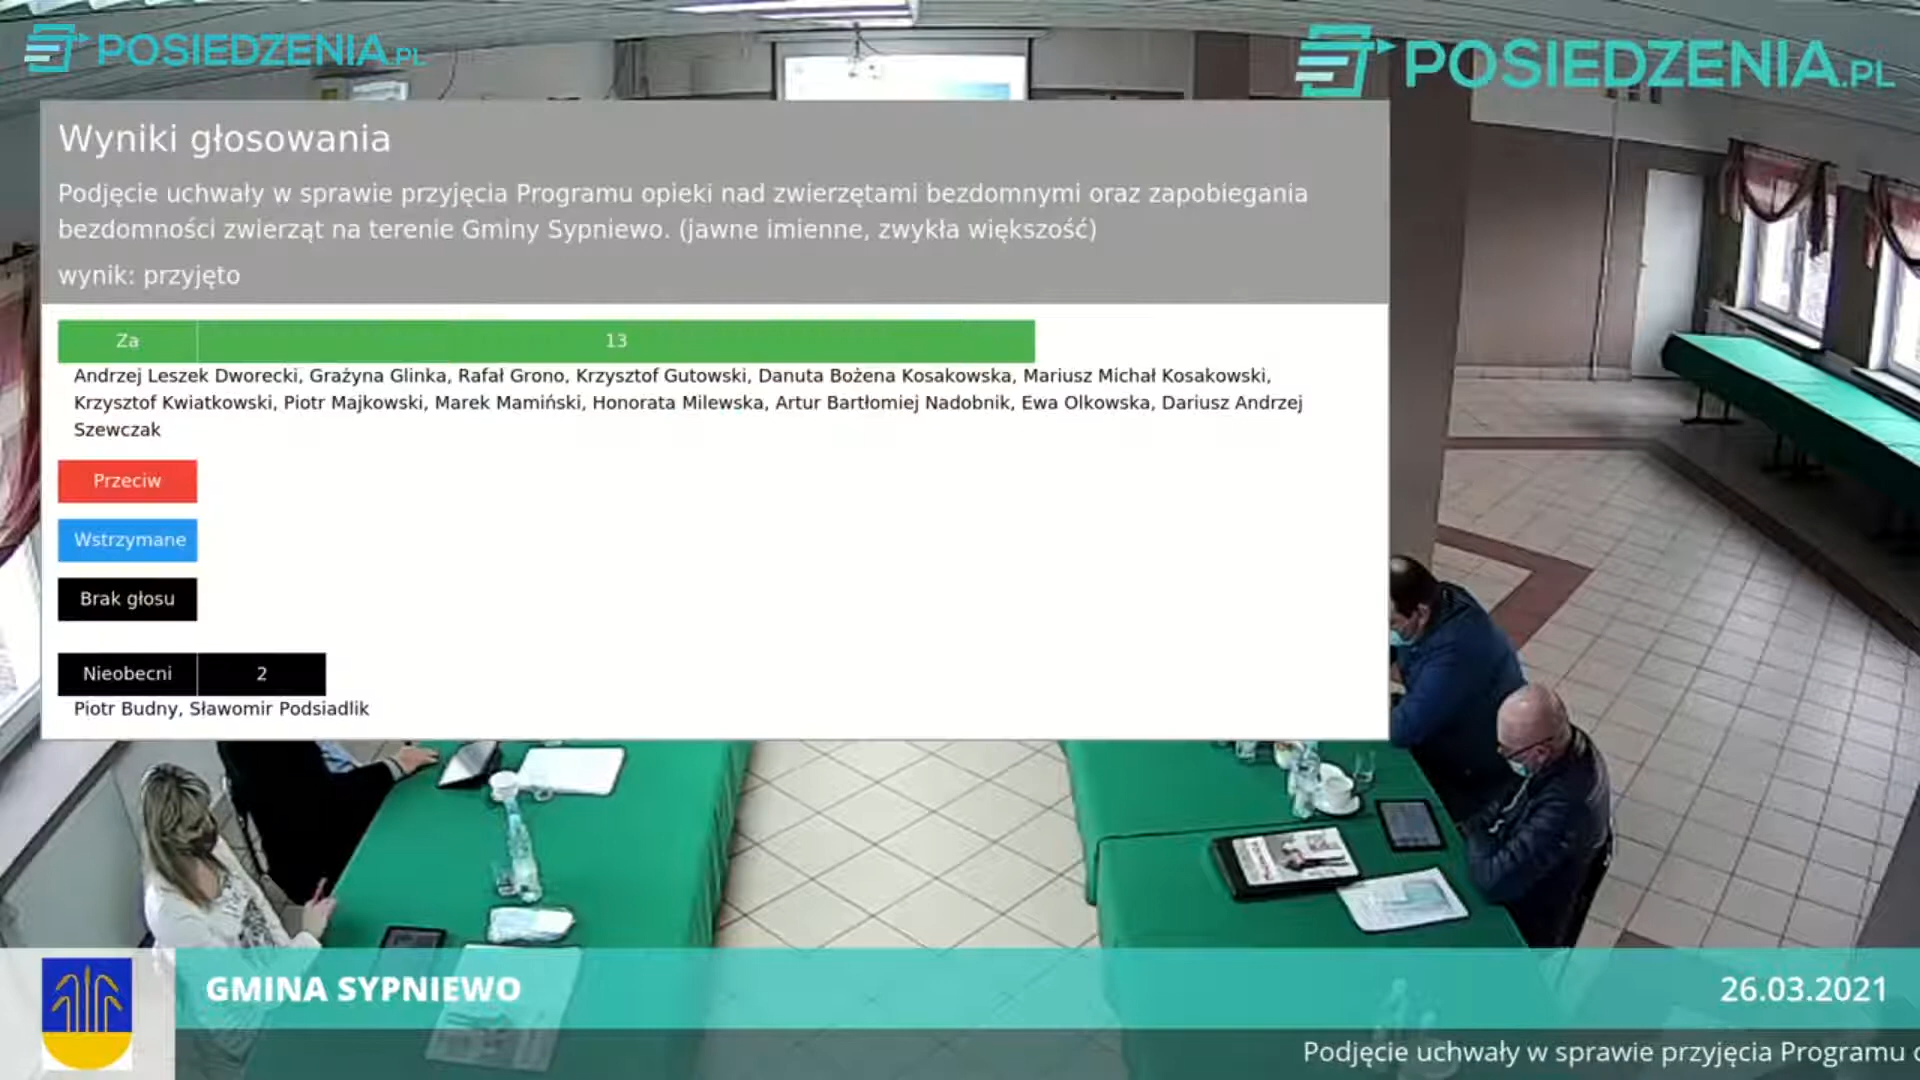 POSIEDZENIA.PL
POSIEDZENIA.PL
Wyniki głosowania
Podjęcie uchwały w sprawie przyjęcia Programu opieki nad zwierzętami bezdomnymi oraz zapobiegania
bezdomności zwierząt na terenie Gminy Sypniewo. (jawne imienne, zwykła większość)
wynik: przyjęto
Za 13
Andrzej Leszek Dworecki, Grażyna Glinka, Rafał Grono, Krzysztof Gutowski, Danuta Bożena Kosakowska, Mariusz Michał Kosakowski,
Krzysztof Kwiatkowski, Piotr Majkowski, Marek Mamiński, Honorata Milewska, Artur Bartłomiej Nadobnik, Ewa Olkowska, Dariusz Andrzej
Szewczak
Przeciw
Wstrzymane
Brak głosu
Nieobecni 2
Piotr Budny, Sławomir Podsiadlik
GMINA SYPNIEWO
26.03.2021
Podjęcie uchwały w sprawie przyjęcia Programu